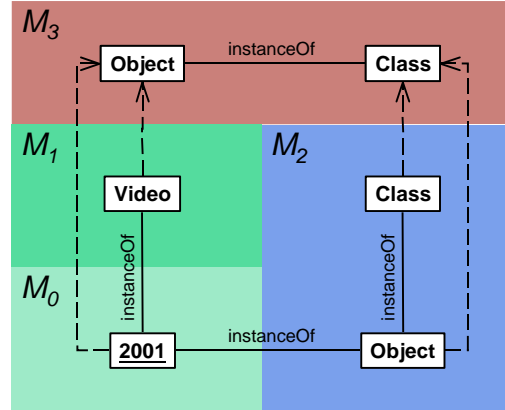 M3
instanceOf
Object
Class
M1
M2
Video
Class
instanceOf
instanceOf
M0
instanceOf
2001
Object